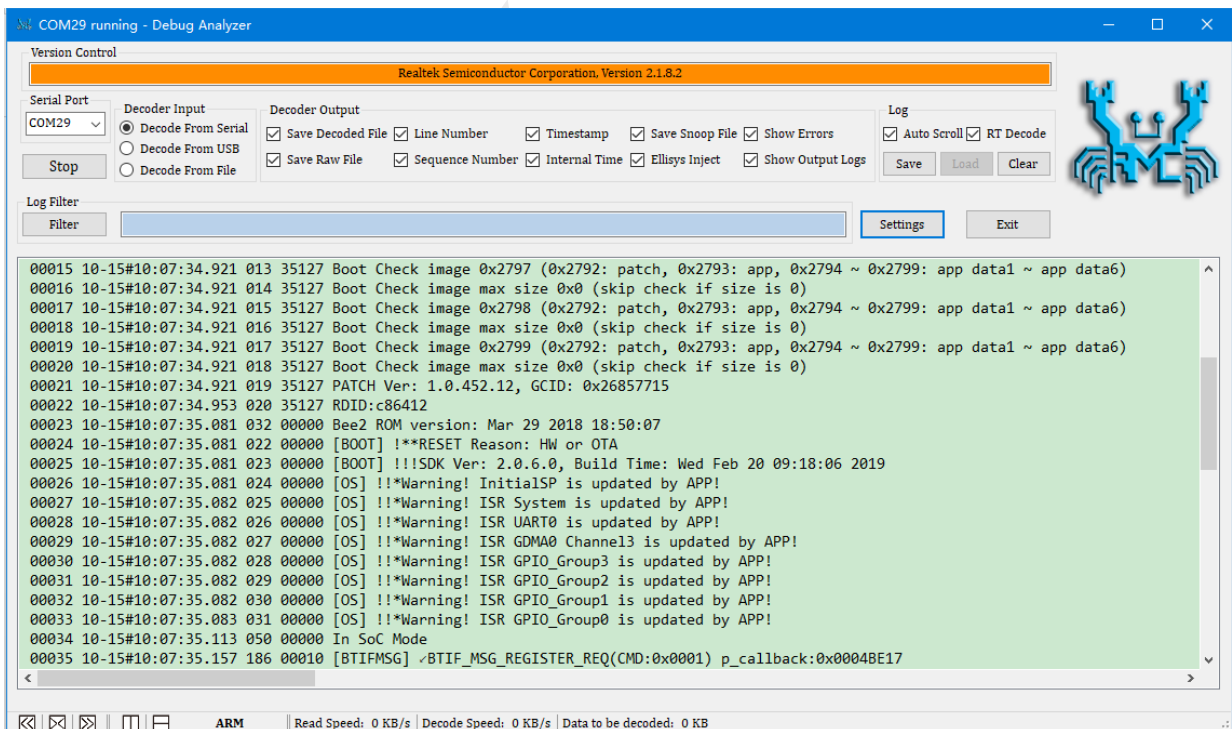 COM29 running - Debug Analyzer
Version Control
Realtek Semiconductor Corporation, Version 2.1.8.2
Serial Port
COM29
Stop
Decoder Input
Decode From Serial
Decode From USB
Decode From File
Decoder Output
Save Decoded File Line Number Timestamp Save Snoop File Show Errors
Save Raw File Sequence Number Internal Time Ellisys Inject Show Output Logs
Log
Auto Scroll RT Decode
Save Load Clear
RMC
Log Filter
Filter
Settings Exit
00015 10-15#10:07:34.921 013 35127 Boot Check image 0x2797 (0x2792: patch, 0x2793: app, 0x2794 ~ 0x2799: app data1 ~ app data6)
00016 10-15#10:07:34.921 014 35127 Boot Check image max size 0x0 (skip check if size is 0)
00017 10-15#10:07:34.921 015 35127 Boot Check image 0x2798 (0x2792: patch, 0x2793: app, 0x2794 ~ 0x2799: app data1 ~ app data6)
00018 10-15#10:07:34.921 016 35127 Boot Check image max size 0x0 (skip check if size is 0)
00019 10-15#10:07:34.921 017 35127 Boot Check image 0x2799 (0x2792: patch, 0x2793: app, 0x2794 ~ 0x2799: app data1 ~ app data6)
00020 10-15#10:07:34.921 018 35127 Boot Check image max size 0x0 (skip check if size is 0)
00021 10-15#10:07:34.921 019 35127 PATCH Ver: 1.0.452.12, GCID: 0x26857715
00022 10-15#10:07:34.953 020 35127 RDID:c86412
00023 10-15#10:07:35.081 032 00000 Bee2 ROM version: Mar 29 2018 18:50:07
00024 10-15#10:07:35.081 022 00000 [BOOT] !**RESET Reason: HW or OTA
00025 10-15#10:07:35.081 023 00000 [BOOT] !!!SDK Ver: 2.0.6.0, Build Time: Wed Feb 20 09:18:06 2019
00026 10-15#10:07:35.081 024 00000 [OS] !!*Warning! InitialSP is updated by APP!
00027 10-15#10:07:35.082 025 00000 [OS] !!*Warning! ISR System is updated by APP!
00028 10-15#10:07:35.082 026 00000 [OS] !!*Warning! ISR UART0 is updated by APP!
00029 10-15#10:07:35.082 027 00000 [OS] !!*Warning! ISR GDMA0 Channel3 is updated by APP!
00030 10-15#10:07:35.082 028 00000 [OS] !!*Warning! ISR GPIO_Group3 is updated by APP!
00031 10-15#10:07:35.082 029 00000 [OS] !!*Warning! ISR GPIO_Group2 is updated by APP!
00032 10-15#10:07:35.082 030 00000 [OS] !!*Warning! ISR GPIO_Group1 is updated by APP!
00033 10-15#10:07:35.083 031 00000 [OS] !!*Warning! ISR GPIO_Group0 is updated by APP!
00034 10-15#10:07:35.113 050 00000 In SoC Mode
00035 10-15#10:07:35.157 186 00010 [BTIFMSG] ✓BTIF_MSG_REGISTER_REQ(CMD:0x0001) p_callback:0x0004BE17
ARM Read Speed: 0 KB/s Decode Speed: 0 KB/s Data to be decoded: 0 KB